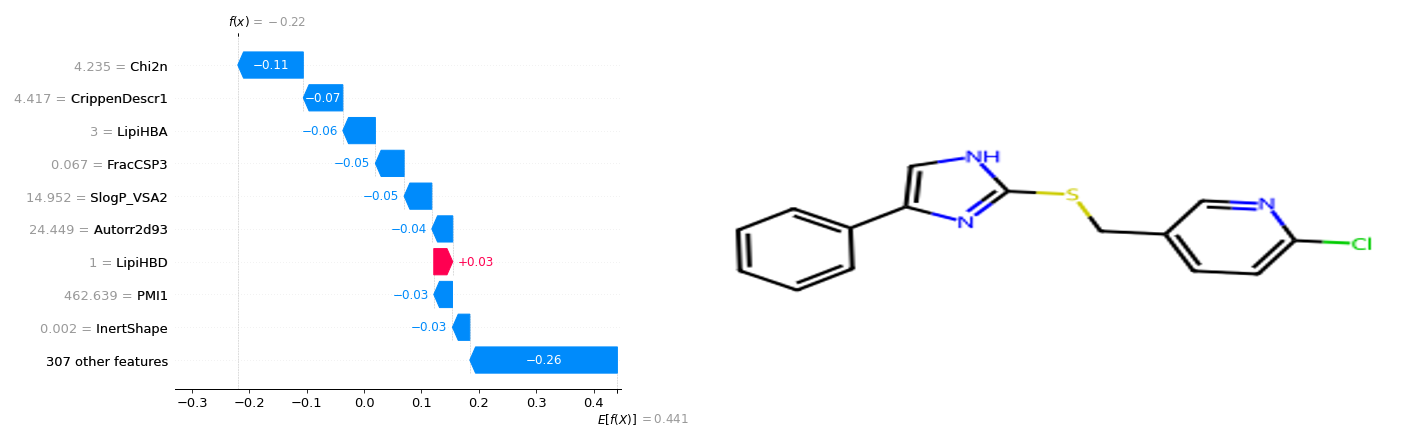 f(x) = −0.22
4.235 = Chi2n
−0.11
4.417 = CrippenDescr1
−0.07
3 = LipiHBA
−0.06
0.067 = FracCSP3
−0.05
14.952 = SlogP_VSA2
−0.05
24.449 = Autorr2d93
−0.04
1 = LipiHBD
+0.03
462.639 = PMI1
−0.03
0.002 = InertShape
−0.03
307 other features
−0.26
−0.3 −0.2 −0.1 0.0 0.1 0.2 0.3 0.4
E[f(X)] = 0.441
NH
N
S
N
Cl